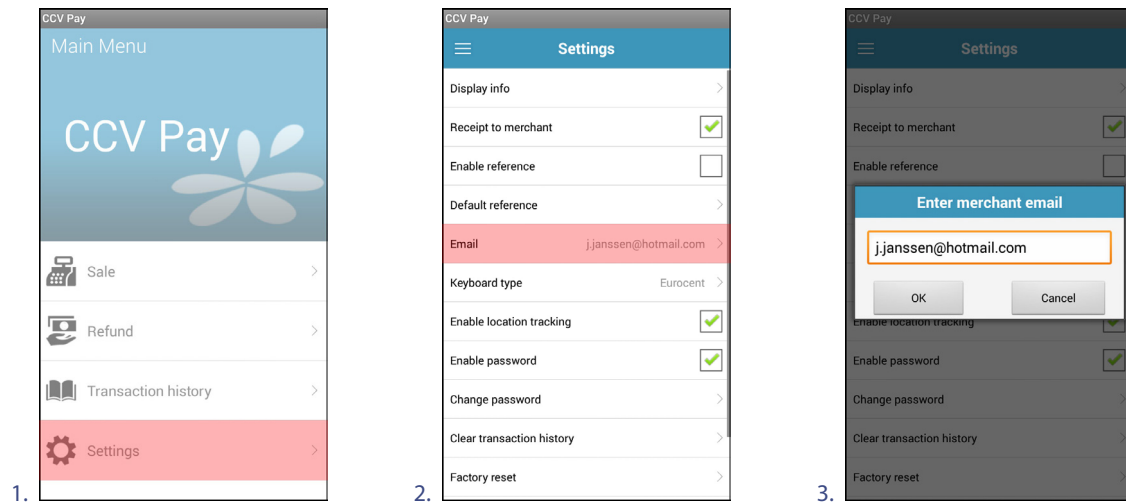 CCV Pay
Main Menu
CCV Pay
Sale
Refund
Transaction history
Settings
1.
CCV Pay
Settings
Display info
Receipt to merchant
Enable reference
Default reference
Email j.janssen@hotmail.com
Keyboard type Eurocent
Enable location tracking
Enable password
Change password
Clear transaction history
Factory reset
2.
CCV Pay
Settings
Display info
Receipt to merchant
Enable reference
Enter merchant email
j.janssen@hotmail.com
OK Cancel
Enable location tracking
Enable password
Change password
Clear transaction history
Factory reset
3.